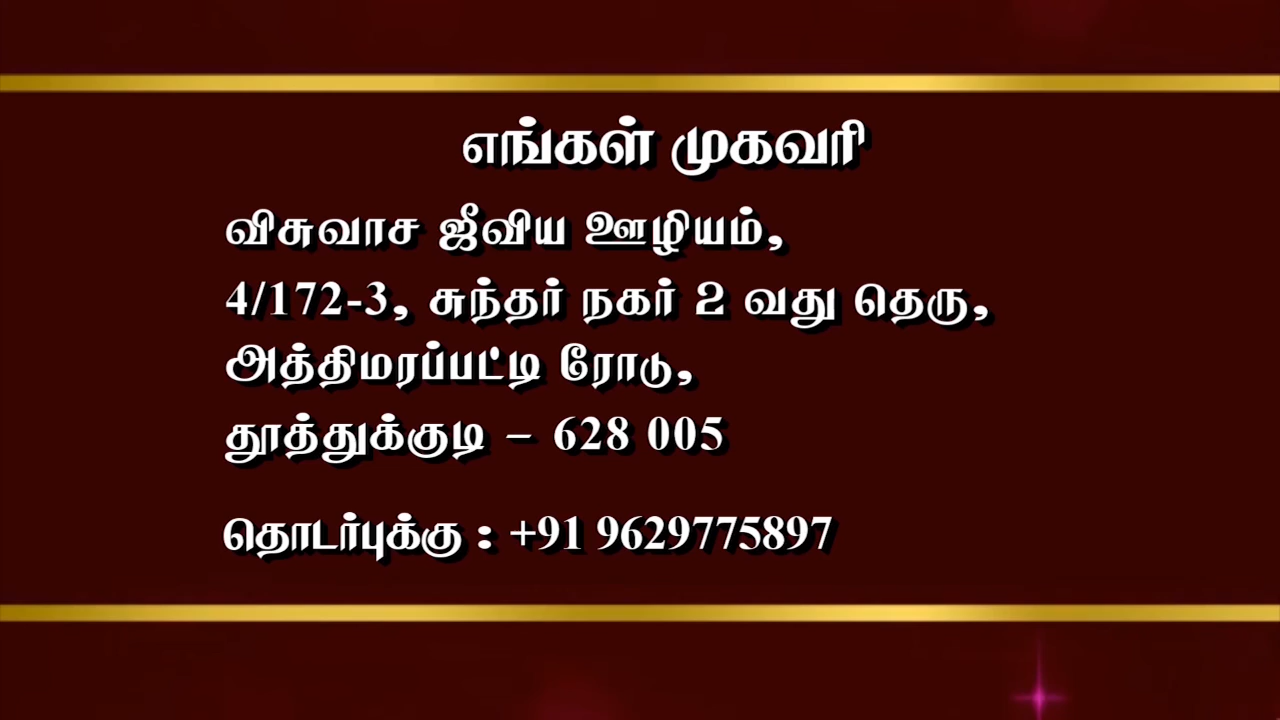 எங்கள் முகவரி
விசுவாச ஜீவிய ஊழியம்,
4/172-3, சுந்தர் நகர் 2 வது தெரு,
அத்திமரப்பட்டி ரோடு,
தூத்துக்குடி – 628 005
தொடர்புக்கு : +91 9629775897